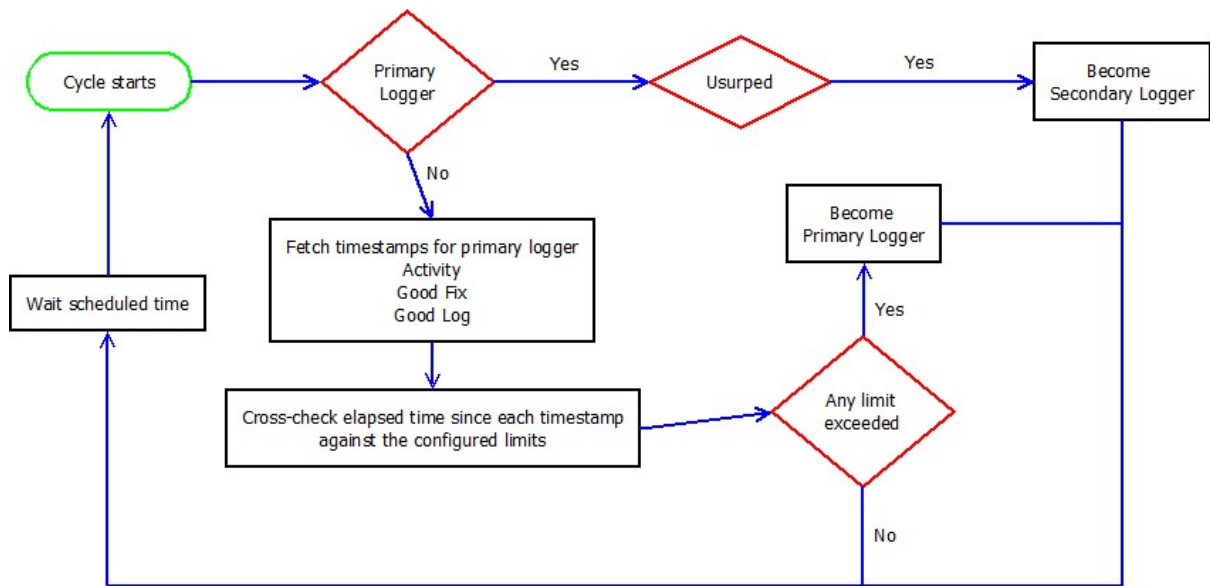 Cycle starts
Primary
Logger
Yes
Usurped
Yes
Become
Secondary Logger
No
Fetch timestamps for primary logger
Activity
Good Fix
Good Log
Become
Primary Logger
Wait scheduled time
Yes
Cross-check elapsed time since each timestamp
against the configured limits
Any limit
exceeded
No